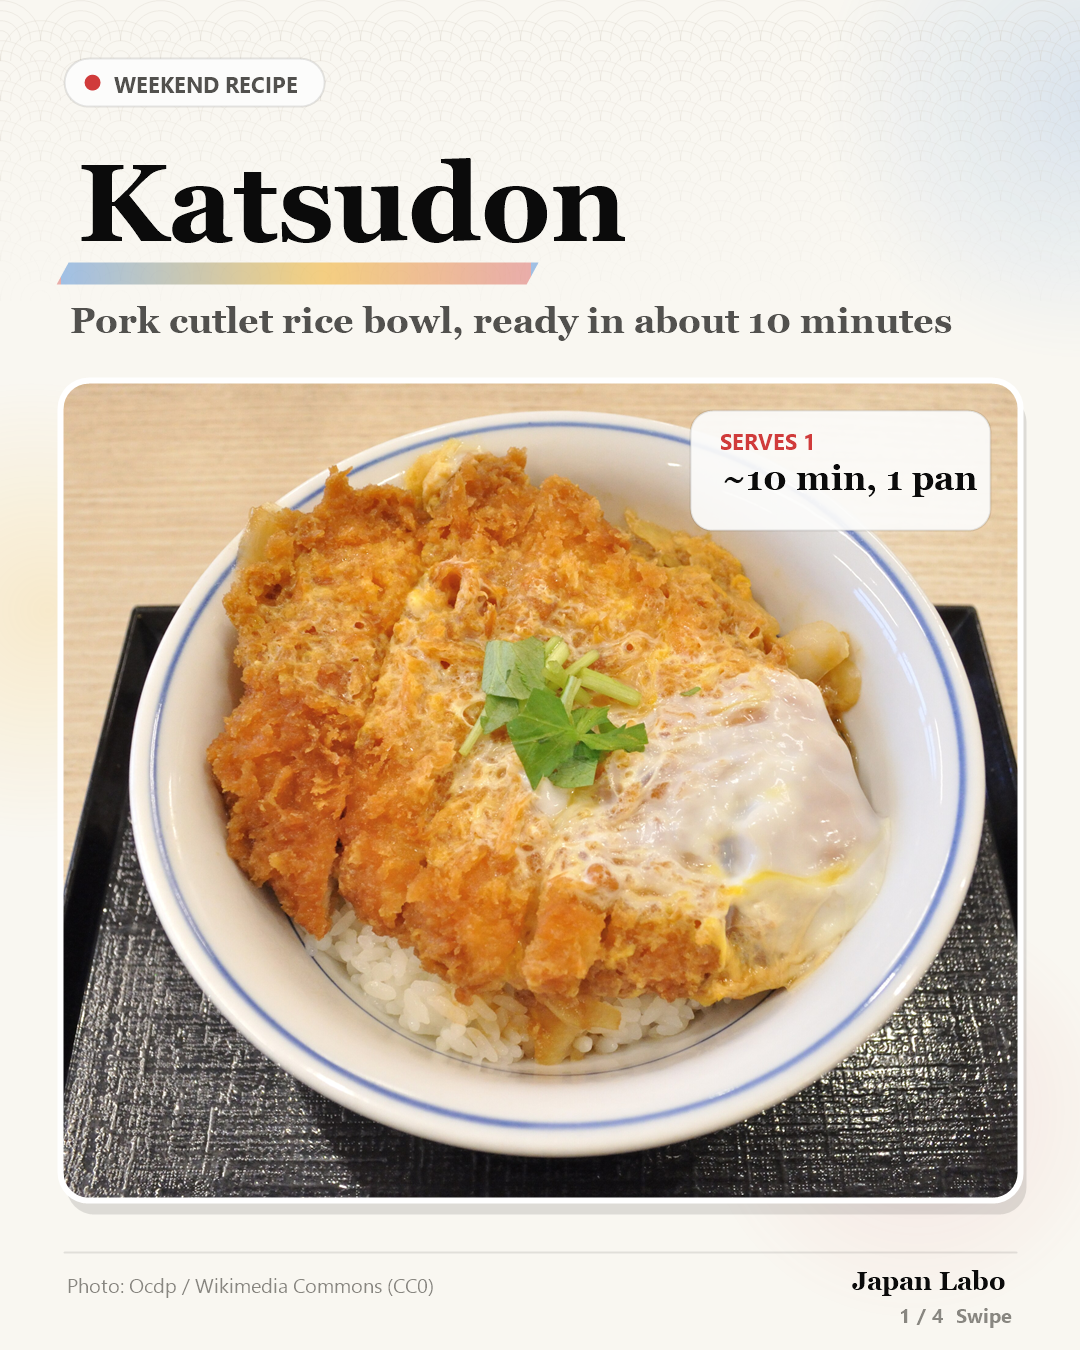 WEEKEND RECIPE
Katsudon
Pork cutlet rice bowl, ready in about 10 minutes
SERVES 1
~10 min, 1 pan
Photo: Ocdp / Wikimedia Commons (CC0)
Japan Labo
1 / 4 Swipe